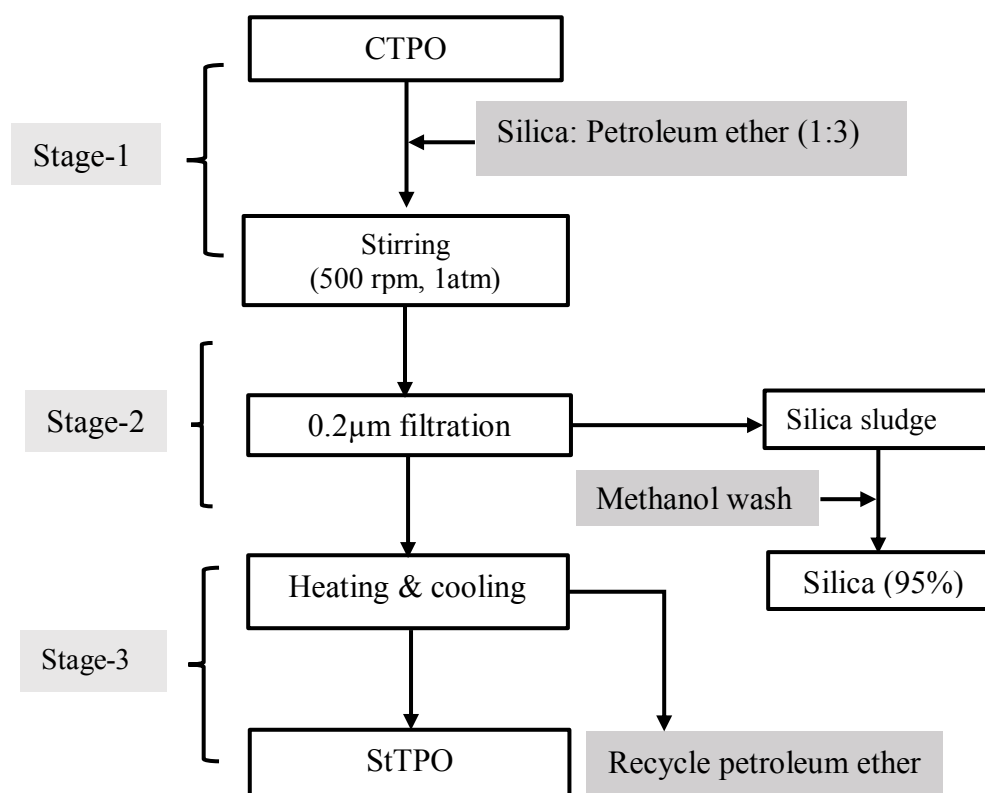 CTPO
Silica: Petroleum ether (1:3)
Stage-1
Stirring
(500 rpm, 1atm)
Stage-2
0.2µm filtration
Silica sludge
Methanol wash
Heating & cooling
Silica (95%)
Stage-3
StTPO
Recycle petroleum ether